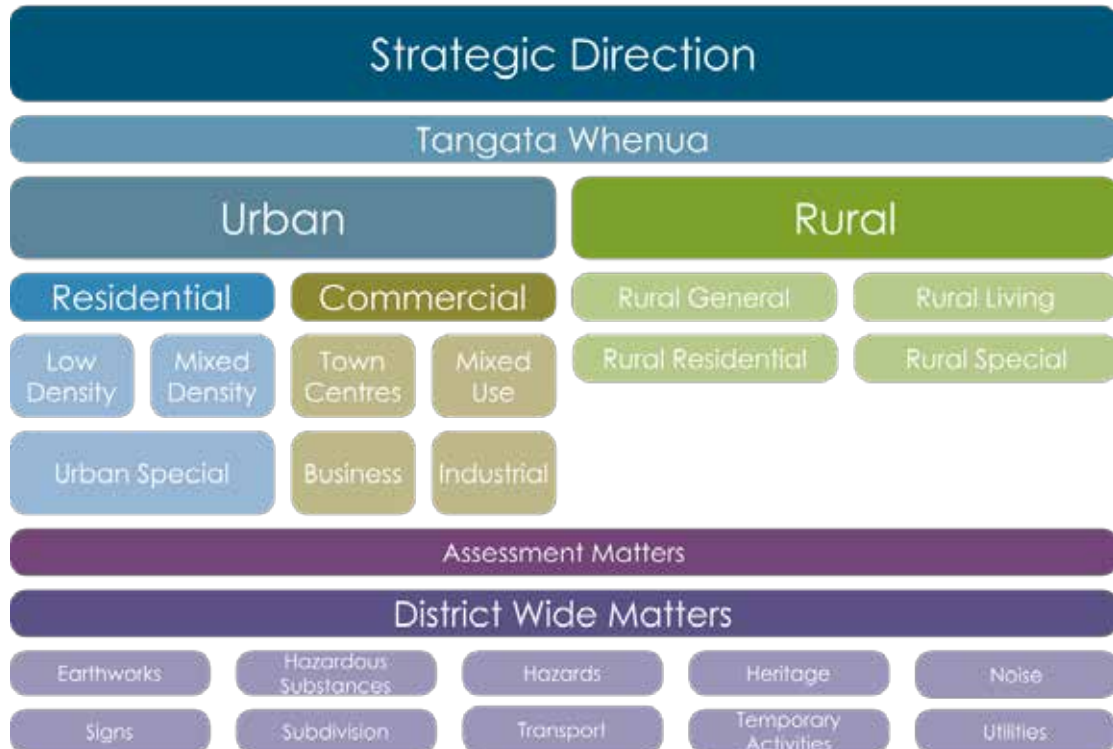 Strategic Direction
Tangata Whenua
Urban
Rural
Residential
Commercial
Rural General
Rural Living
Low
Density
Mixed
Density
Town
Centres
Mixed
Use
Rural Residential
Rural Special
Urban Special
Business
Industrial
Assessment Matters
District Wide Matters
Earthworks
Hazardous
Substances
Hazards
Heritage
Noise
Signs
Subdivision
Transport
Temporary
Activities
Utilities